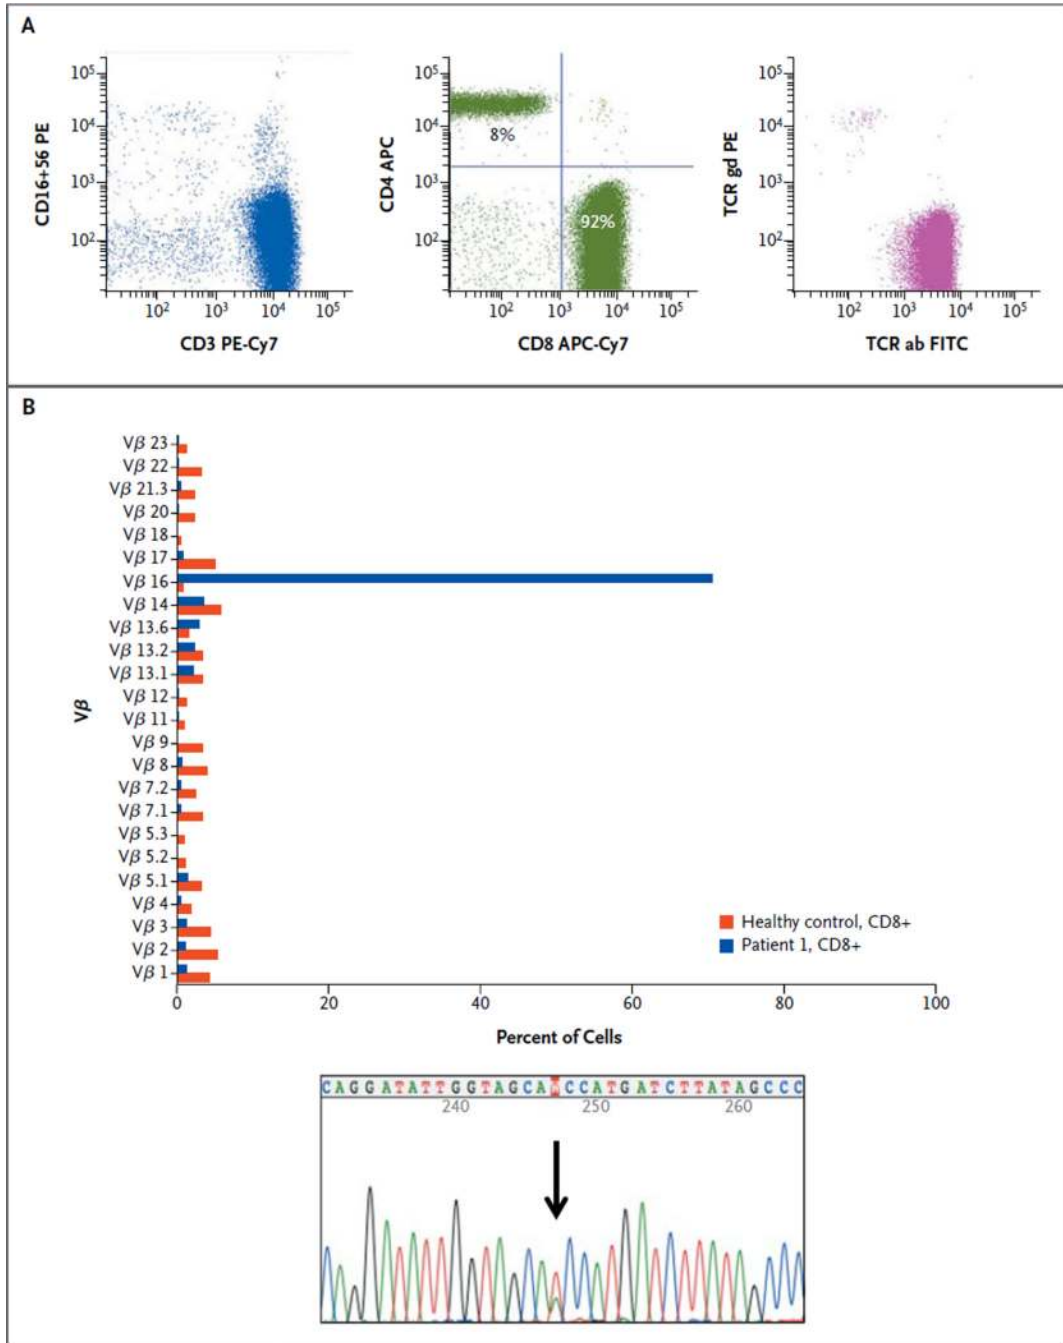 A
CD16+56 PE
10⁵
10⁴
10³
10²
10² 10³ 10⁴ 10⁵
CD3 PE-Cy7
CD4 APC
10⁵
10⁴
10³
10²
8%
92%
10² 10³ 10⁴ 10⁵
CD8 APC-Cy7
TCR gd PE
10⁵
10⁴
10³
10²
10² 10³ 10⁴ 10⁵
TCR ab FITC
B
Vβ
Vβ 23
Vβ 22
Vβ 21.3
Vβ 20
Vβ 18
Vβ 17
Vβ 16
Vβ 14
Vβ 13.6
Vβ 13.2
Vβ 13.1
Vβ 12
Vβ 11
Vβ 9
Vβ 8
Vβ 7.2
Vβ 7.1
Vβ 5.3
Vβ 5.2
Vβ 5.1
Vβ 4
Vβ 3
Vβ 2
Vβ 1
Healthy control, CD8+
Patient 1, CD8+
0 20 40 60 80 100
Percent of Cells
CAGGATATTGGTAGCA CCATGATCTTATAGCCC
240 250 260